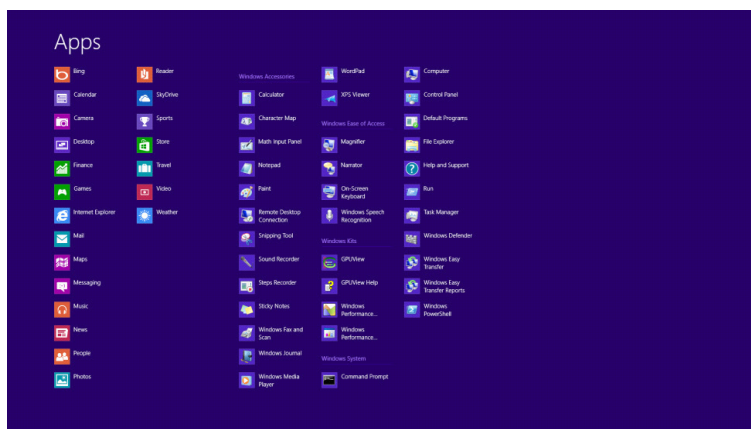 Apps
Bing
Calendar
Camera
Desktop
Finance
Games
Internet Explorer
Mail
Maps
Messaging
Music
News
People
Photos
Reader
SkyDrive
Sports
Store
Travel
Video
Weather
Windows Accessories
Calculator
Character Map
Math Input Panel
Notepad
Paint
Remote Desktop
Connection
Snipping Tool
Sound Recorder
Steps Recorder
Sticky Notes
Windows Fax and
Scan
Windows Journal
Windows Media
Player
WordPad
XPS Viewer
Windows Ease of Access
Magnifier
Narrator
On-Screen
Keyboard
Windows Speech
Recognition
Windows Kits
GPUView
GPUView Help
Windows
Performance...
Windows
Performance...
Windows System
Command Prompt
Computer
Control Panel
Default Programs
File Explorer
Help and Support
Run
Task Manager
Windows Defender
Windows Easy
Transfer
Windows Easy
Transfer Reports
Windows
PowerShell